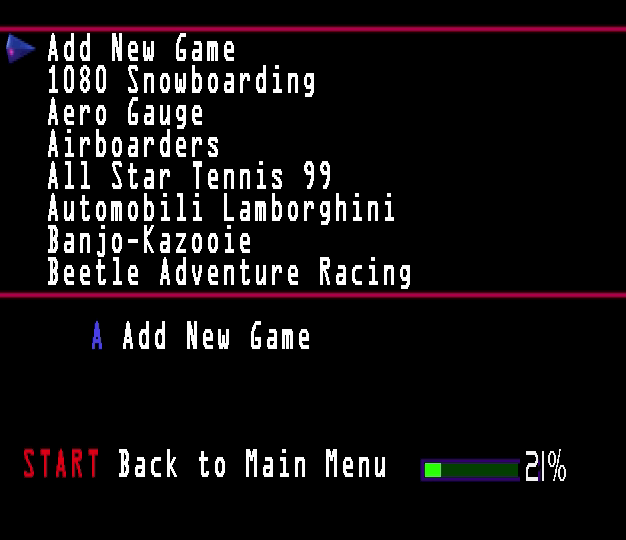 Add New Game
1080 Snowboarding
Aero Gauge
Airboarders
All Star Tennis 99
Automobili Lamborghini
Banjo-Kazooie
Beetle Adventure Racing
A Add New Game
START Back to Main Menu 21%